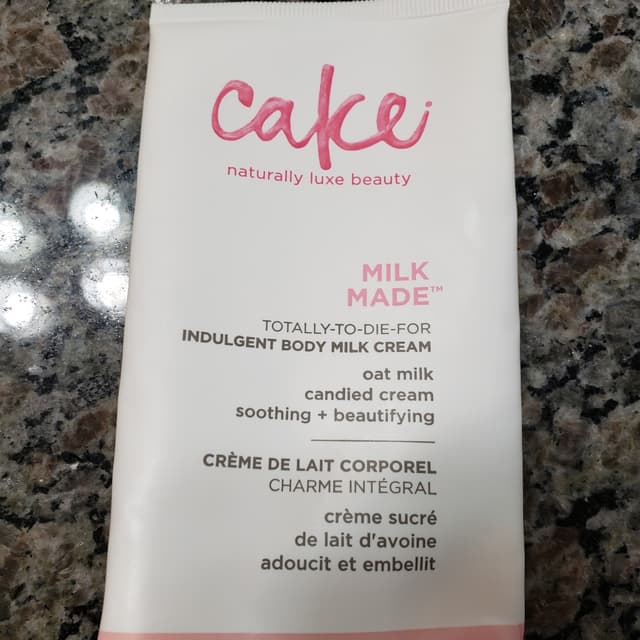 cake
naturally luxe beauty
MILK
MADE™
TOTALLY-TO-DIE-FOR
INDULGENT BODY MILK CREAM
oat milk
candied cream
soothing + beautifying
CRÈME DE LAIT CORPOREL
CHARME INTÉGRAL
crème sucré
de lait d'avoine
adoucit et embellit